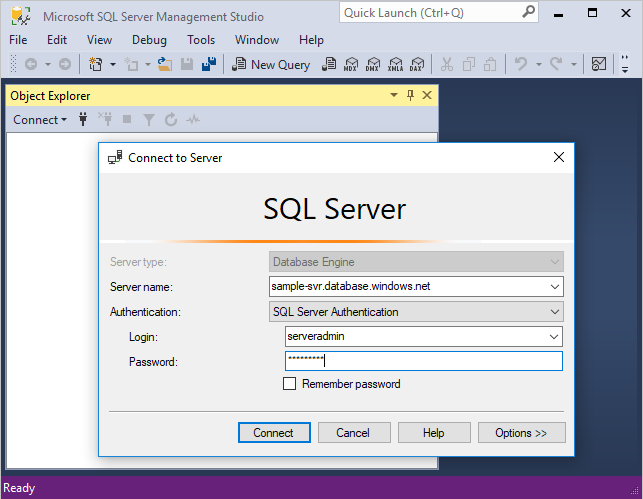 Microsoft SQL Server Management Studio
Quick Launch (Ctrl+Q)
File Edit View Debug Tools Window Help
New Query MDX DMX XMLA DAX
Object Explorer
Connect
Connect to Server
SQL Server
Server type: Database Engine
Server name: sample-svr.database.windows.net
Authentication: SQL Server Authentication
Login: serveradmin
Password: *********
Remember password
Connect Cancel Help Options >>
Ready